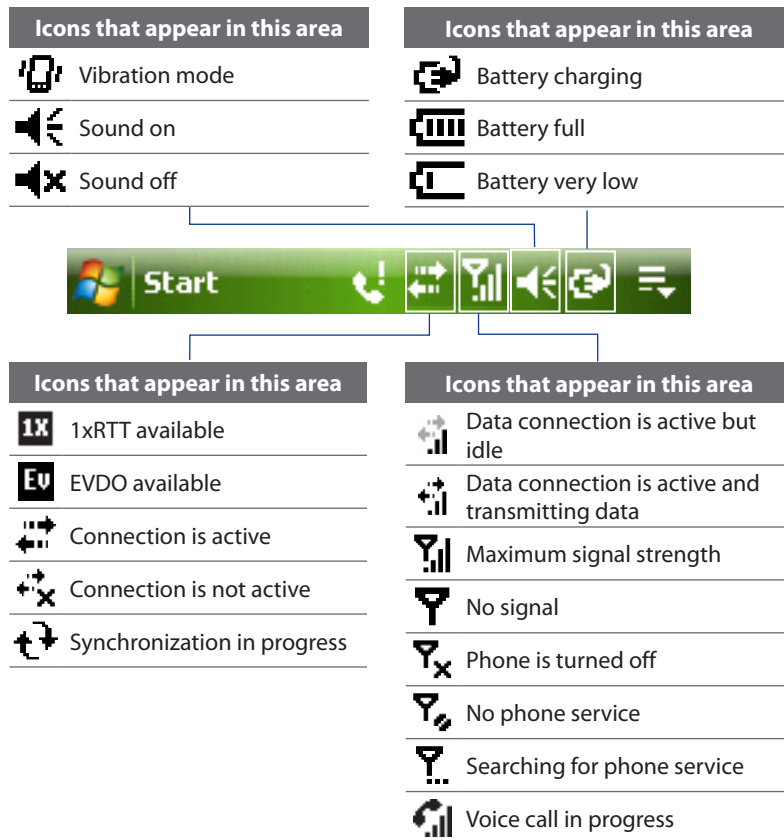 Icons that appear in this area
Vibration mode
Sound on
Sound off
Icons that appear in this area
Battery charging
Battery full
Battery very low
Start
Icons that appear in this area
1X 1xRTT available
Ev EVDO available
Connection is active
Connection is not active
Synchronization in progress
Icons that appear in this area
Data connection is active but
idle
Data connection is active and
transmitting data
Maximum signal strength
No signal
Phone is turned off
No phone service
Searching for phone service
Voice call in progress